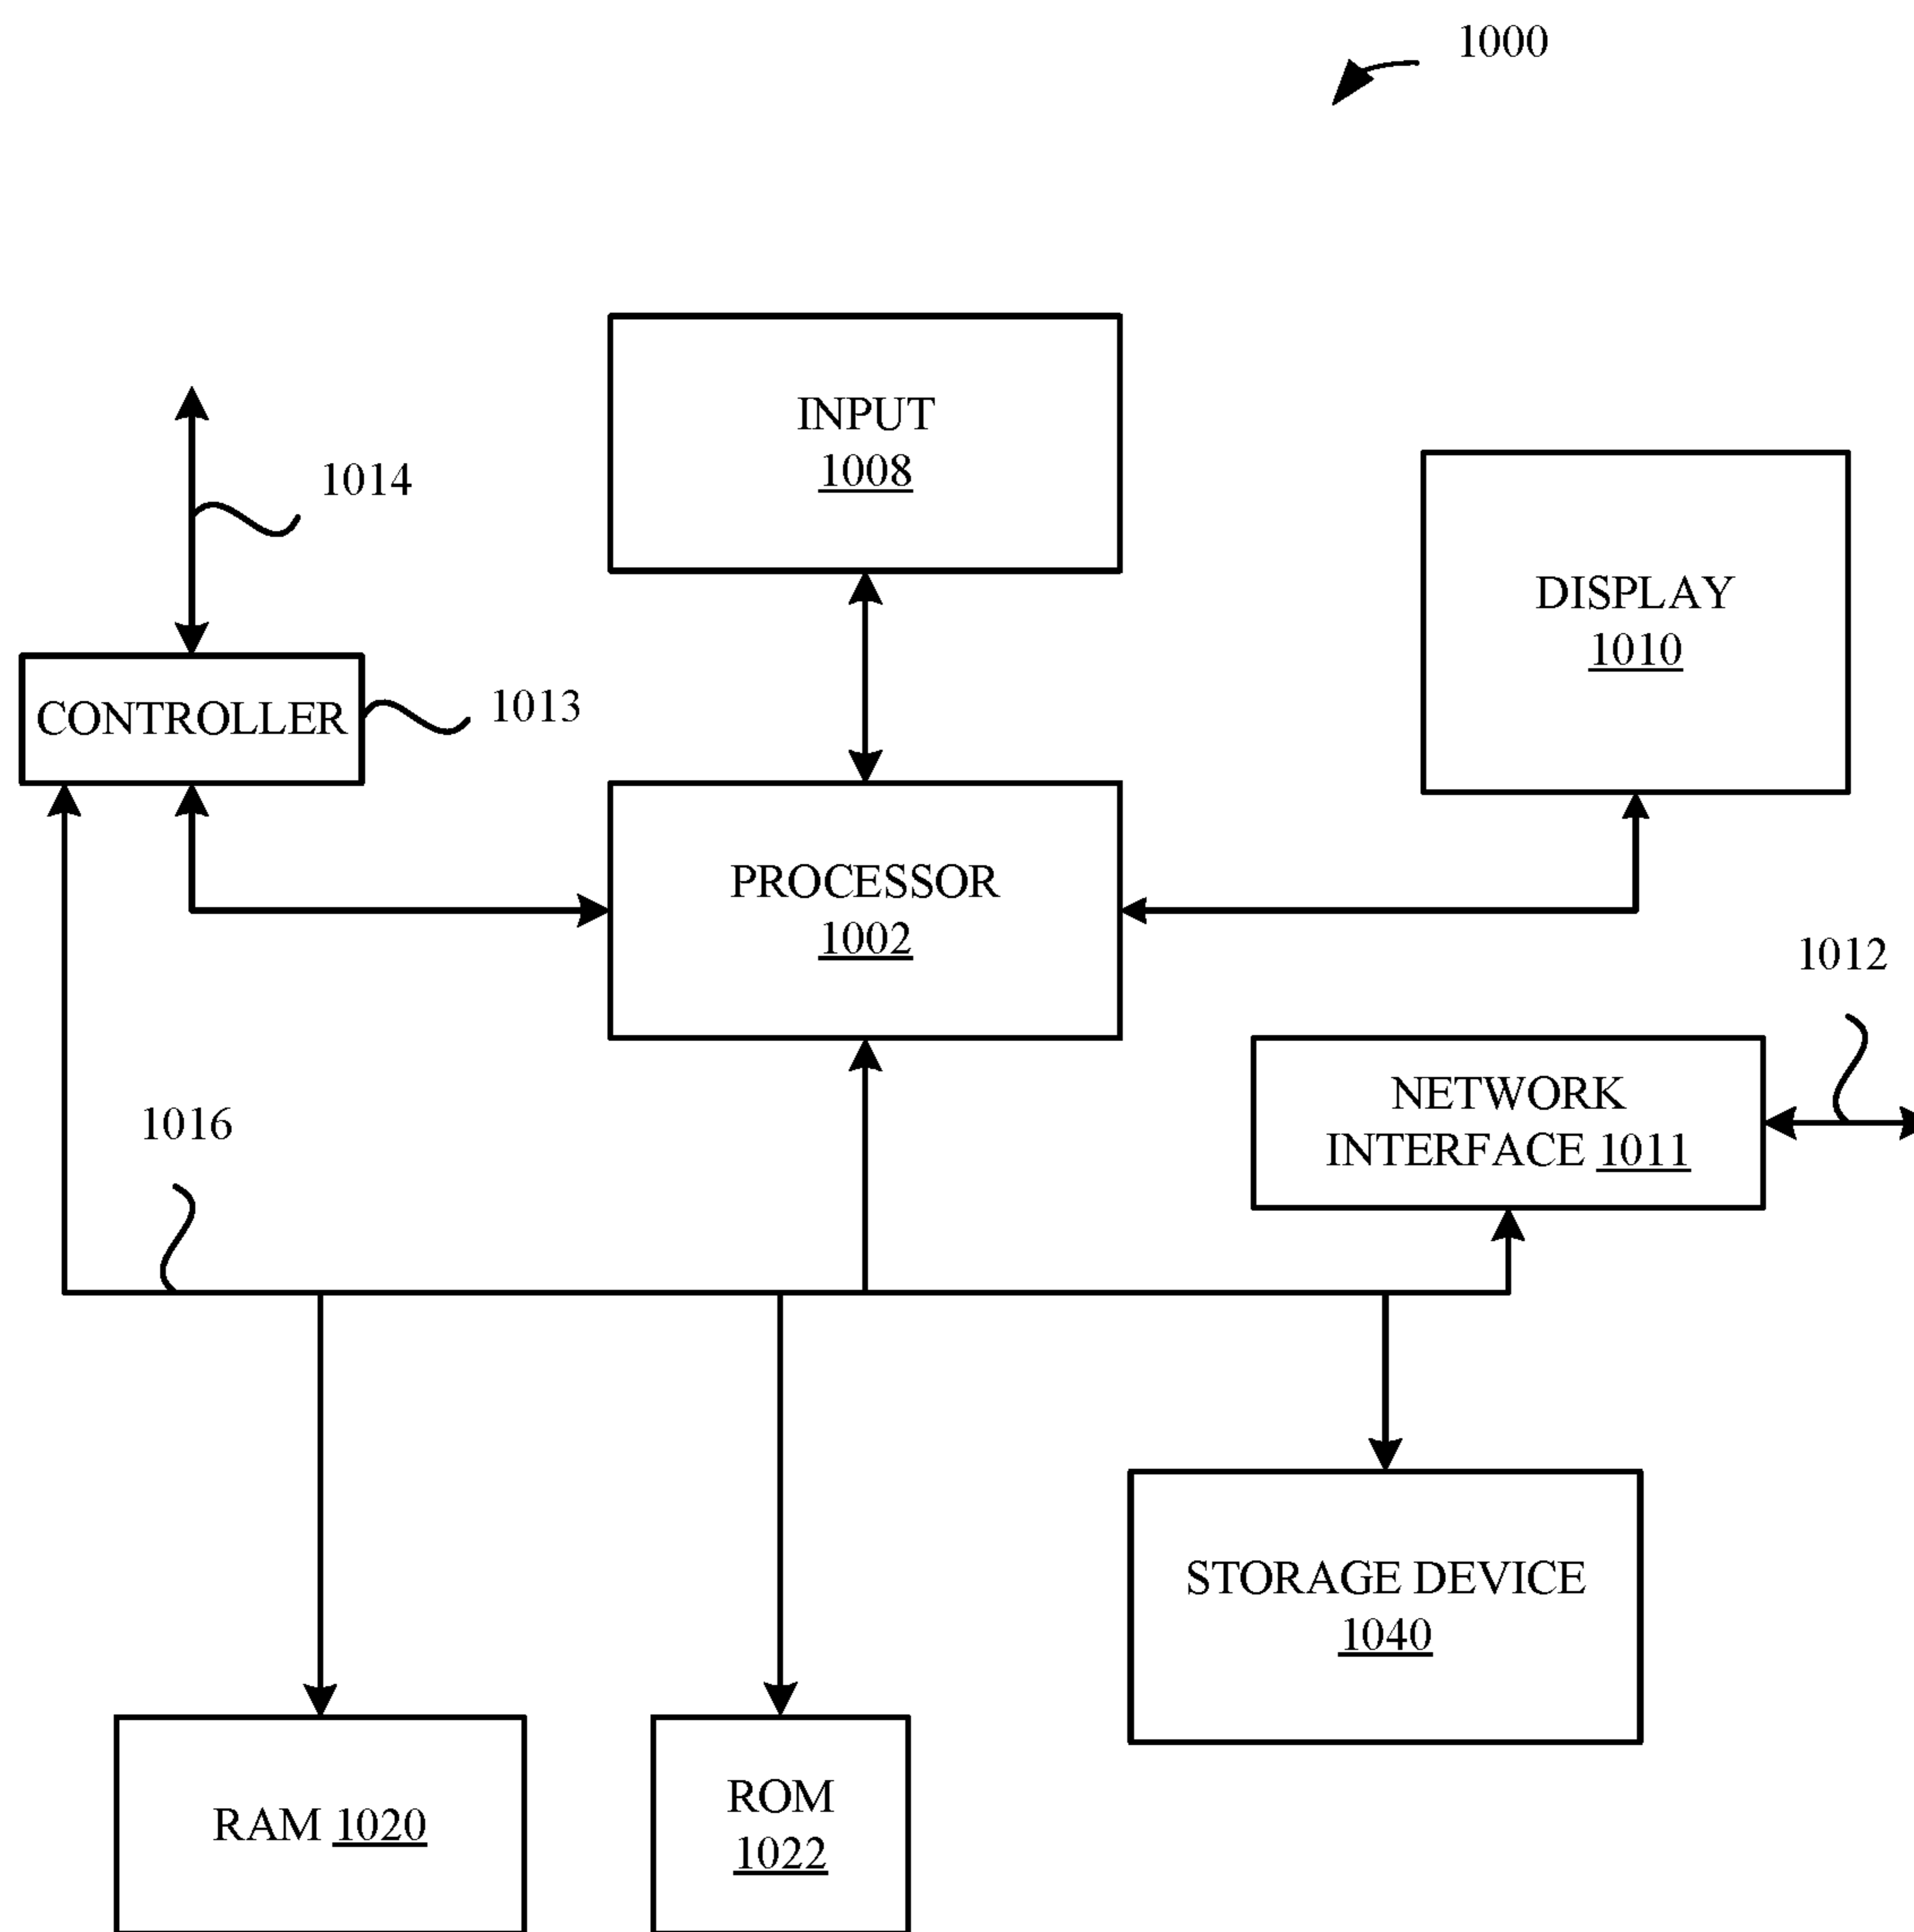 1000
INPUT
1008
1014
DISPLAY
1010
CONTROLLER
1013
PROCESSOR
1002
1012
NETWORK
INTERFACE 1011
1016
STORAGE DEVICE
1040
RAM 1020
ROM
1022